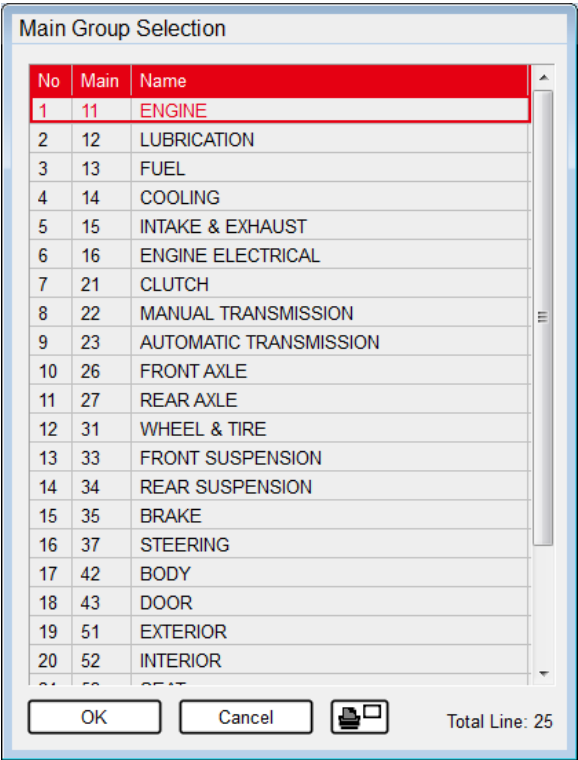 Main Group Selection
No Main Name
1 11 ENGINE
2 12 LUBRICATION
3 13 FUEL
4 14 COOLING
5 15 INTAKE & EXHAUST
6 16 ENGINE ELECTRICAL
7 21 CLUTCH
8 22 MANUAL TRANSMISSION
9 23 AUTOMATIC TRANSMISSION
10 26 FRONT AXLE
11 27 REAR AXLE
12 31 WHEEL & TIRE
13 33 FRONT SUSPENSION
14 34 REAR SUSPENSION
15 35 BRAKE
16 37 STEERING
17 42 BODY
18 43 DOOR
19 51 EXTERIOR
20 52 INTERIOR
OK Cancel Total Line: 25